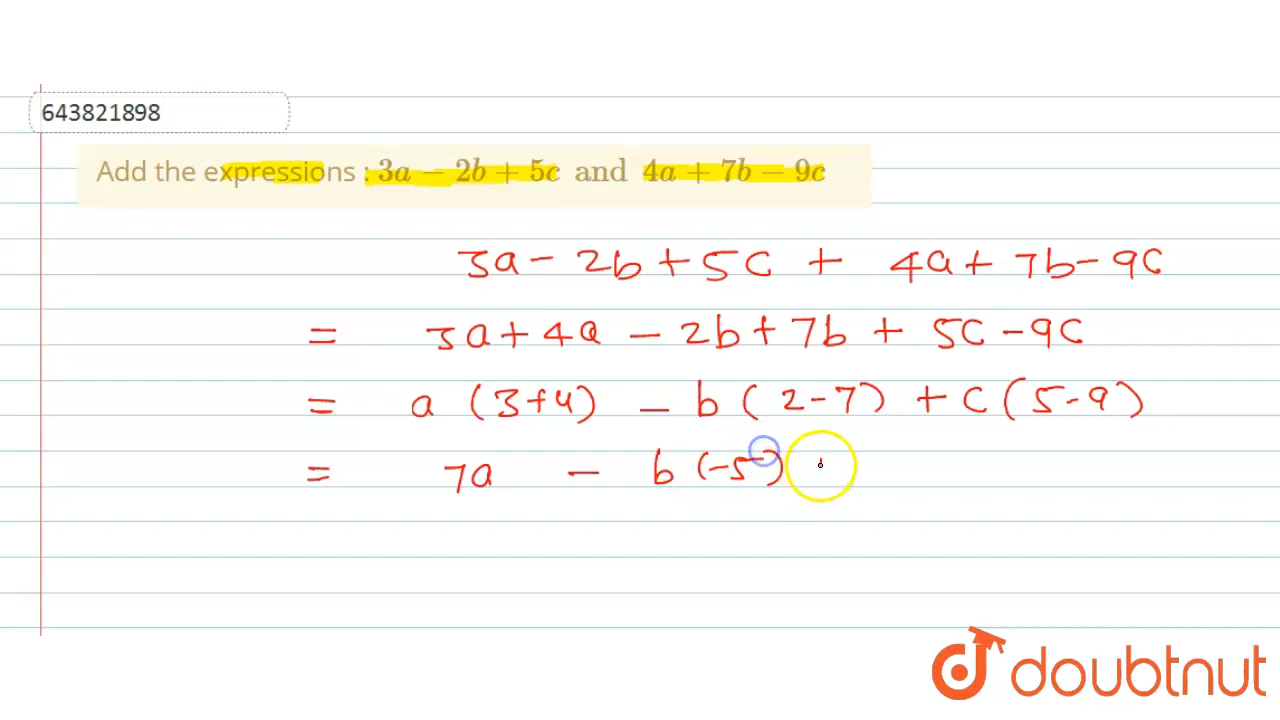 643821898
Add the expressions : 3a − 2b + 5c and 4a + 7b − 9c
3a - 2b + 5c + 4a + 7b - 9c
= 3a + 4a - 2b + 7b + 5c - 9c
= a (3+4) - b (2-7) + c (5-9)
= 7a - b (-5)
doubtnut